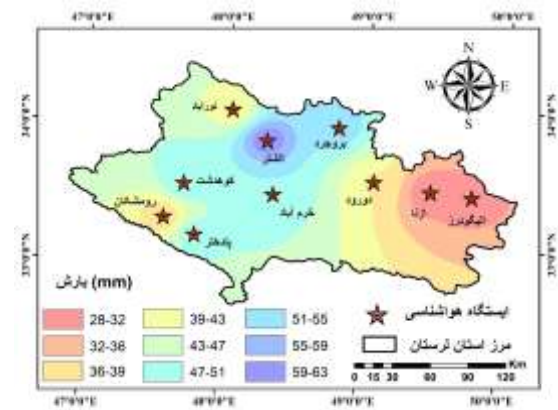 47°0'0"E 48°0'0"E 49°0'0"E 50°0'0"E
N
W E
S
34°0'0"N 34°0'0"N
نورآباد
الشتر
بروجرد
کوهدشت
رومشکان
خرم آباد
دورود
ازنا
الیگودرز
پلدختر
33°0'0"N 33°0'0"N
بارش (mm)
28-32 39-43 51-55
32-36 43-47 55-59
36-39 47-51 59-63
ایستگاه هواشناسی
مرز استان لرستان
Km
0 15 30 60 90 120
47°0'0"E 48°0'0"E 49°0'0"E 50°0'0"E